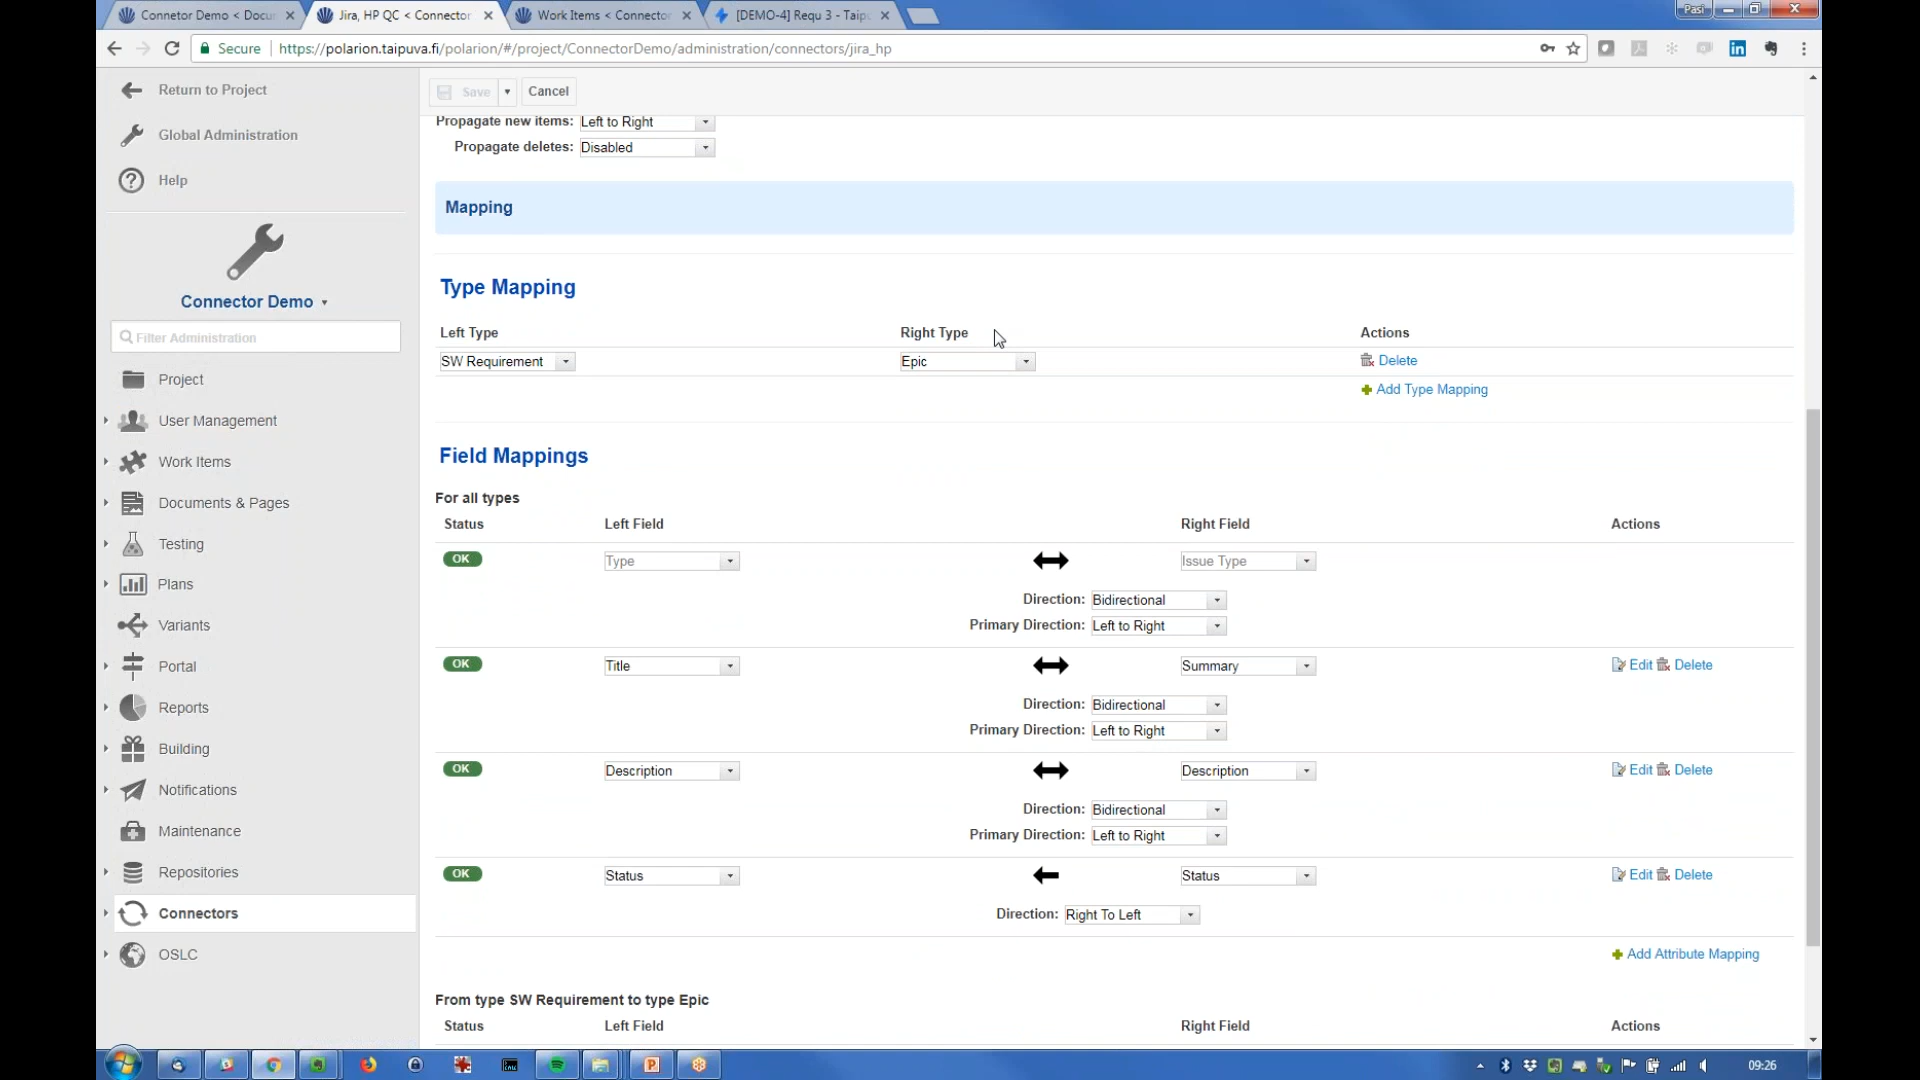 Connetor Demo < Docu
Jira, HP QC < Connector
Work Items < Connector
[DEMO-4] Requ 3 - Taipu
Pasi
Secure
https://polarion.taipuva.fi/polarion/#/project/ConnectorDemo/administration/connectors/jira_hp
Return to Project
Global Administration
Help
Connector Demo
Filter Administration
Project
User Management
Work Items
Documents & Pages
Testing
Plans
Variants
Portal
Reports
Building
Notifications
Maintenance
Repositories
Connectors
OSLC
Save
Cancel
Propagate new items: Left to Right
Propagate deletes: Disabled
Mapping
Type Mapping
Left Type Right Type Actions
SW Requirement Epic Delete
Add Type Mapping
Field Mappings
For all types
Status Left Field Right Field Actions
OK Type Issue Type
Direction: Bidirectional
Primary Direction: Left to Right
OK Title Summary Edit Delete
Direction: Bidirectional
Primary Direction: Left to Right
OK Description Description Edit Delete
Direction: Bidirectional
Primary Direction: Left to Right
OK Status Status Edit Delete
Direction: Right To Left
Add Attribute Mapping
From type SW Requirement to type Epic
Status Left Field Right Field Actions
09:26